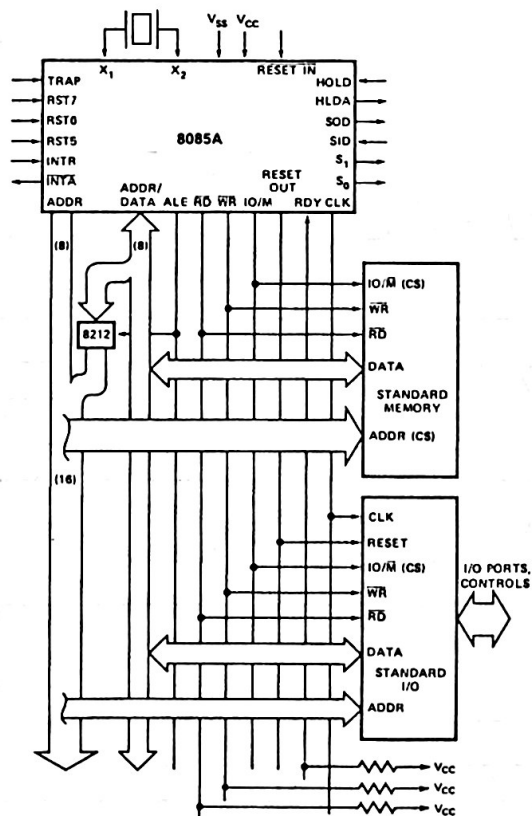 VSS VCC
X1 X2 RESET IN
TRAP
RST7
RST6
RST5
INTR
INTA
8085A
HOLD
HLDA
SOD
SID
S1
S0
ADDR
ADDR/
DATA
ALE RD WR IO/M
RESET
OUT
RDY CLK
(8) (8)
8212
IO/M (CS)
WR
RD
DATA
STANDARD
MEMORY
ADDR (CS)
(16)
CLK
RESET
IO/M (CS)
WR
RD
DATA
STANDARD
I/O
ADDR
I/O PORTS,
CONTROLS
VCC
VCC
VCC